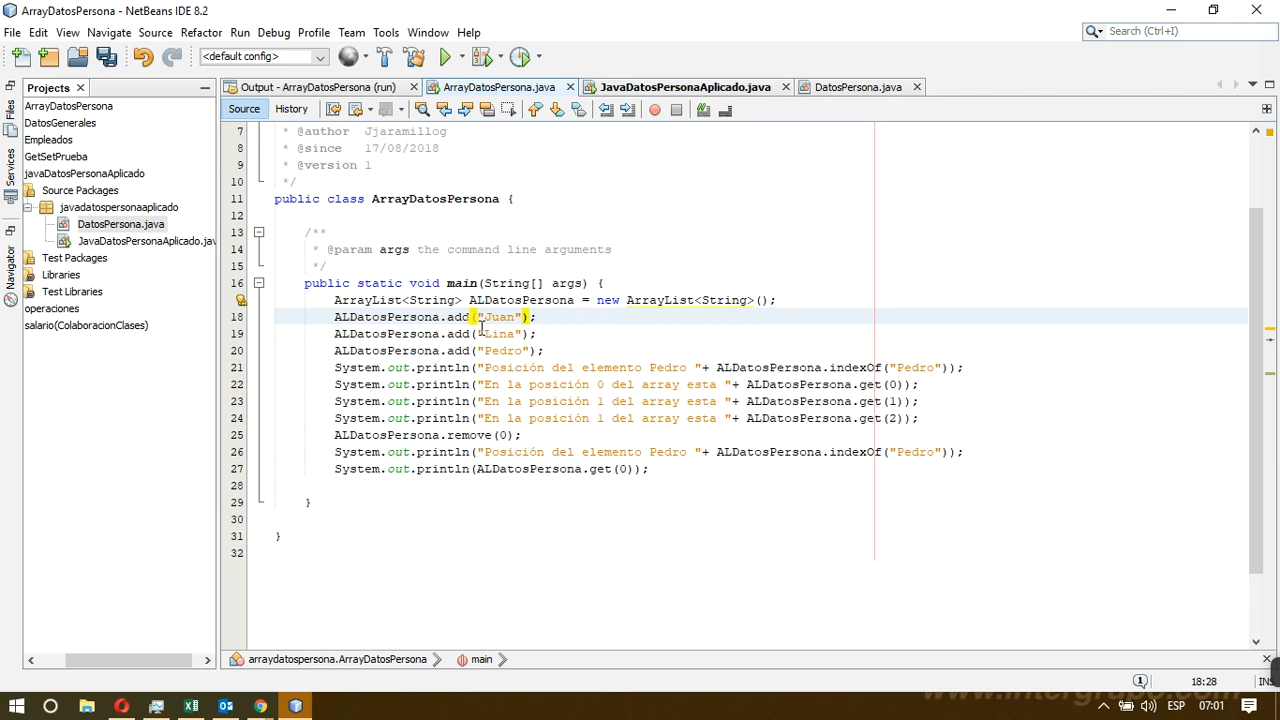 ArrayDatosPersona - NetBeans IDE 8.2
File Edit View Navigate Source Refactor Run Debug Profile Team Tools Window Help
Search (Ctrl+I)
<default config>
Projects
Output - ArrayDatosPersona (run)
ArrayDatosPersona.java
JavaDatosPersonaAplicado.java
DatosPersona.java
Source History
Files
Services
Navigator
ArrayDatosPersona
DatosGenerales
Empleados
GetSetPrueba
javaDatosPersonaAplicado
Source Packages
javadatospersonaaplicado
DatosPersona.java
JavaDatosPersonaAplicado.jav
Test Packages
Libraries
Test Libraries
operaciones
salario(ColaboracionClases)
7 * @author Jjaramillog
8 * @since 17/08/2018
9 * @version 1
10 */
11 public class ArrayDatosPersona {
12
13 /**
14 * @param args the command line arguments
15 */
16 public static void main(String[] args) {
ArrayList<String> ALDatosPersona = new ArrayList<String>();
18 ALDatosPersona.add("Juan");
19 ALDatosPersona.add("Lina");
20 ALDatosPersona.add("Pedro");
21 System.out.println("Posición del elemento Pedro "+ ALDatosPersona.indexOf("Pedro"));
22 System.out.println("En la posición 0 del array esta "+ ALDatosPersona.get(0));
23 System.out.println("En la posición 1 del array esta "+ ALDatosPersona.get(1));
24 System.out.println("En la posición 1 del array esta "+ ALDatosPersona.get(2));
25 ALDatosPersona.remove(0);
26 System.out.println("Posición del elemento Pedro "+ ALDatosPersona.indexOf("Pedro"));
27 System.out.println(ALDatosPersona.get(0));
28
29 }
30
31 }
32
arraydatospersona.ArrayDatosPersona
main
1
18:28
INS
www.intergrupo.com
ESP
07:01